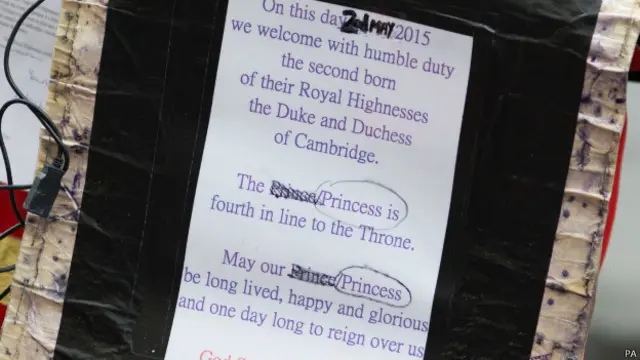 On this day 2 MAY 2015
we welcome with humble duty
the second born
of their Royal Highnesses
the Duke and Duchess
of Cambridge.
The Prince/Princess is
fourth in line to the Throne.
May our Prince/Princess
be long lived, happy and glorious
and one day long to reign over us
God
PA